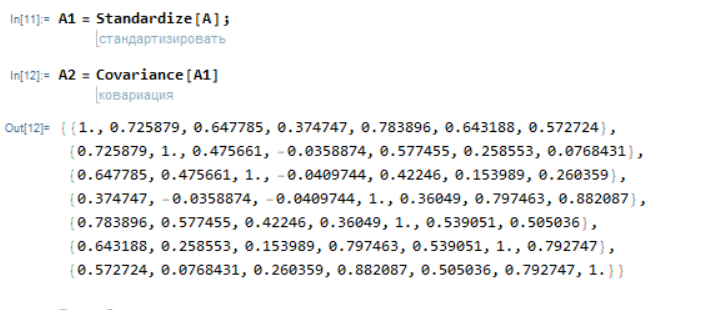 In[11]:= A1 = Standardize[A];
стандартизировать
In[12]:= A2 = Covariance[A1]
ковариация
Out[12]= {{1., 0.725879, 0.647785, 0.374747, 0.783896, 0.643188, 0.572724},
{0.725879, 1., 0.475661, -0.0358874, 0.577455, 0.258553, 0.0768431},
{0.647785, 0.475661, 1., -0.0409744, 0.42246, 0.153989, 0.260359},
{0.374747, -0.0358874, -0.0409744, 1., 0.36049, 0.797463, 0.882087},
{0.783896, 0.577455, 0.42246, 0.36049, 1., 0.539051, 0.505036},
{0.643188, 0.258553, 0.153989, 0.797463, 0.539051, 1., 0.792747},
{0.572724, 0.0768431, 0.260359, 0.882087, 0.505036, 0.792747, 1.}}